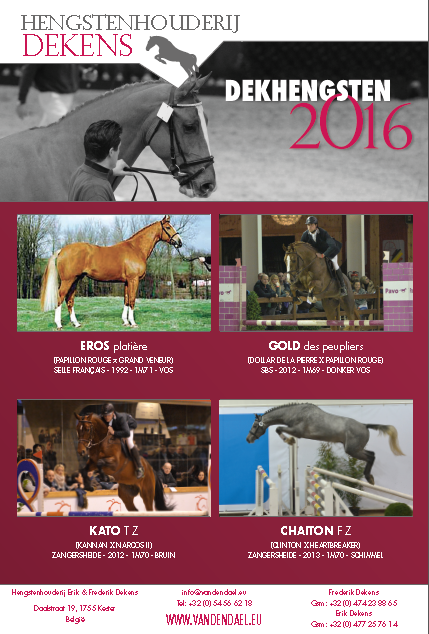 HENGSTENHOUDERIJ
DEKENS
DEKHENGSTEN
2016
EROS platière
(PAPILLON ROUGE x GRAND VENEUR)
SELLE FRANÇAIS - 1992 - 1M71 - VOS
GOLD des peupliers
(DOLLAR DE LA PIERRE X PAPILLON ROUGE)
SBS - 2012 - 1M69 - DONKER VOS
Pavo
KATO T Z
(KANNAN X NARCOS II)
ZANGERSHEIDE - 2012 - 1M70 - BRUIN
CHAITON F Z
(CLINTON X HEARTBREAKER)
ZANGERSHEIDE - 2013 - 1M70 - SCHIMMEL
Hengstenhouderij Erik & Frederik Dekens
Daalstraat 19, 1755 Kester
België
info@vandendael.eu
Tel: +32 (0) 54 56 62 18
WWW.VANDENDAEL.EU
Frederik Dekens
Gsm: +32 (0) 474 23 88 65
Erik Dekens
Gsm: +32 (0) 477 25 76 14